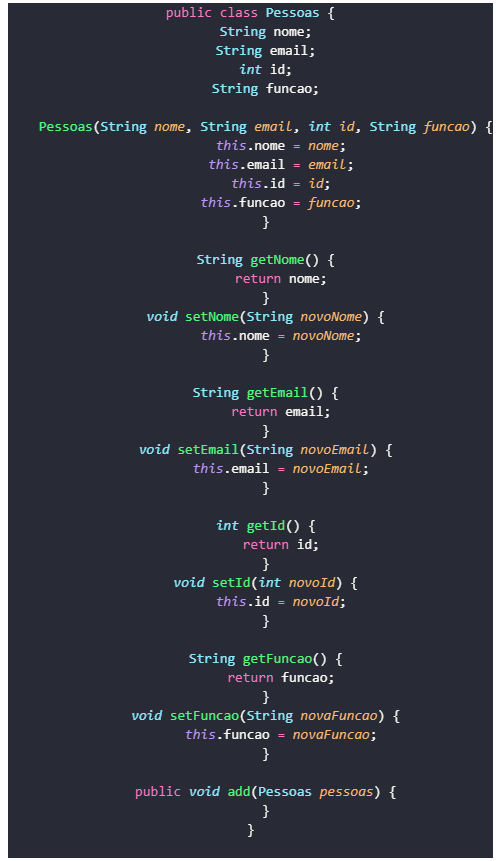 public class Pessoas {
String nome;
String email;
int id;
String funcao;
Pessoas(String nome, String email, int id, String funcao) {
this.nome = nome;
this.email = email;
this.id = id;
this.funcao = funcao;
}
String getNome() {
return nome;
}
void setNome(String novoNome) {
this.nome = novoNome;
}
String getEmail() {
return email;
}
void setEmail(String novoEmail) {
this.email = novoEmail;
}
int getId() {
return id;
}
void setId(int novoId) {
this.id = novoId;
}
String getFuncao() {
return funcao;
}
void setFuncao(String novaFuncao) {
this.funcao = novaFuncao;
}
public void add(Pessoas pessoas) {
}
}